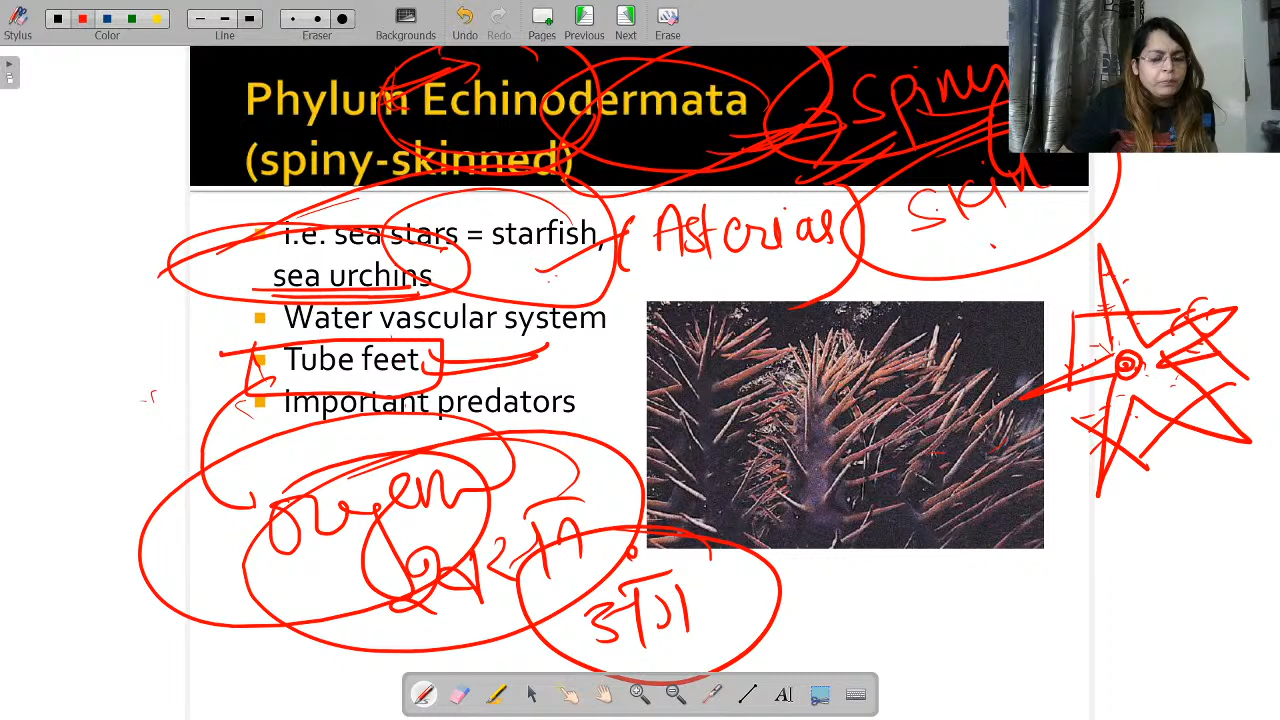 Stylus
Color
Line
Eraser
Backgrounds
Undo
Redo
Pages
Previous
Next
Erase
Phylum Echinodermata
(spiny-skinned)
spiny
skin
i.e. sea stars = starfish,
(Asterias)
sea urchins
Water vascular system
Tube feet
Important predators
AI